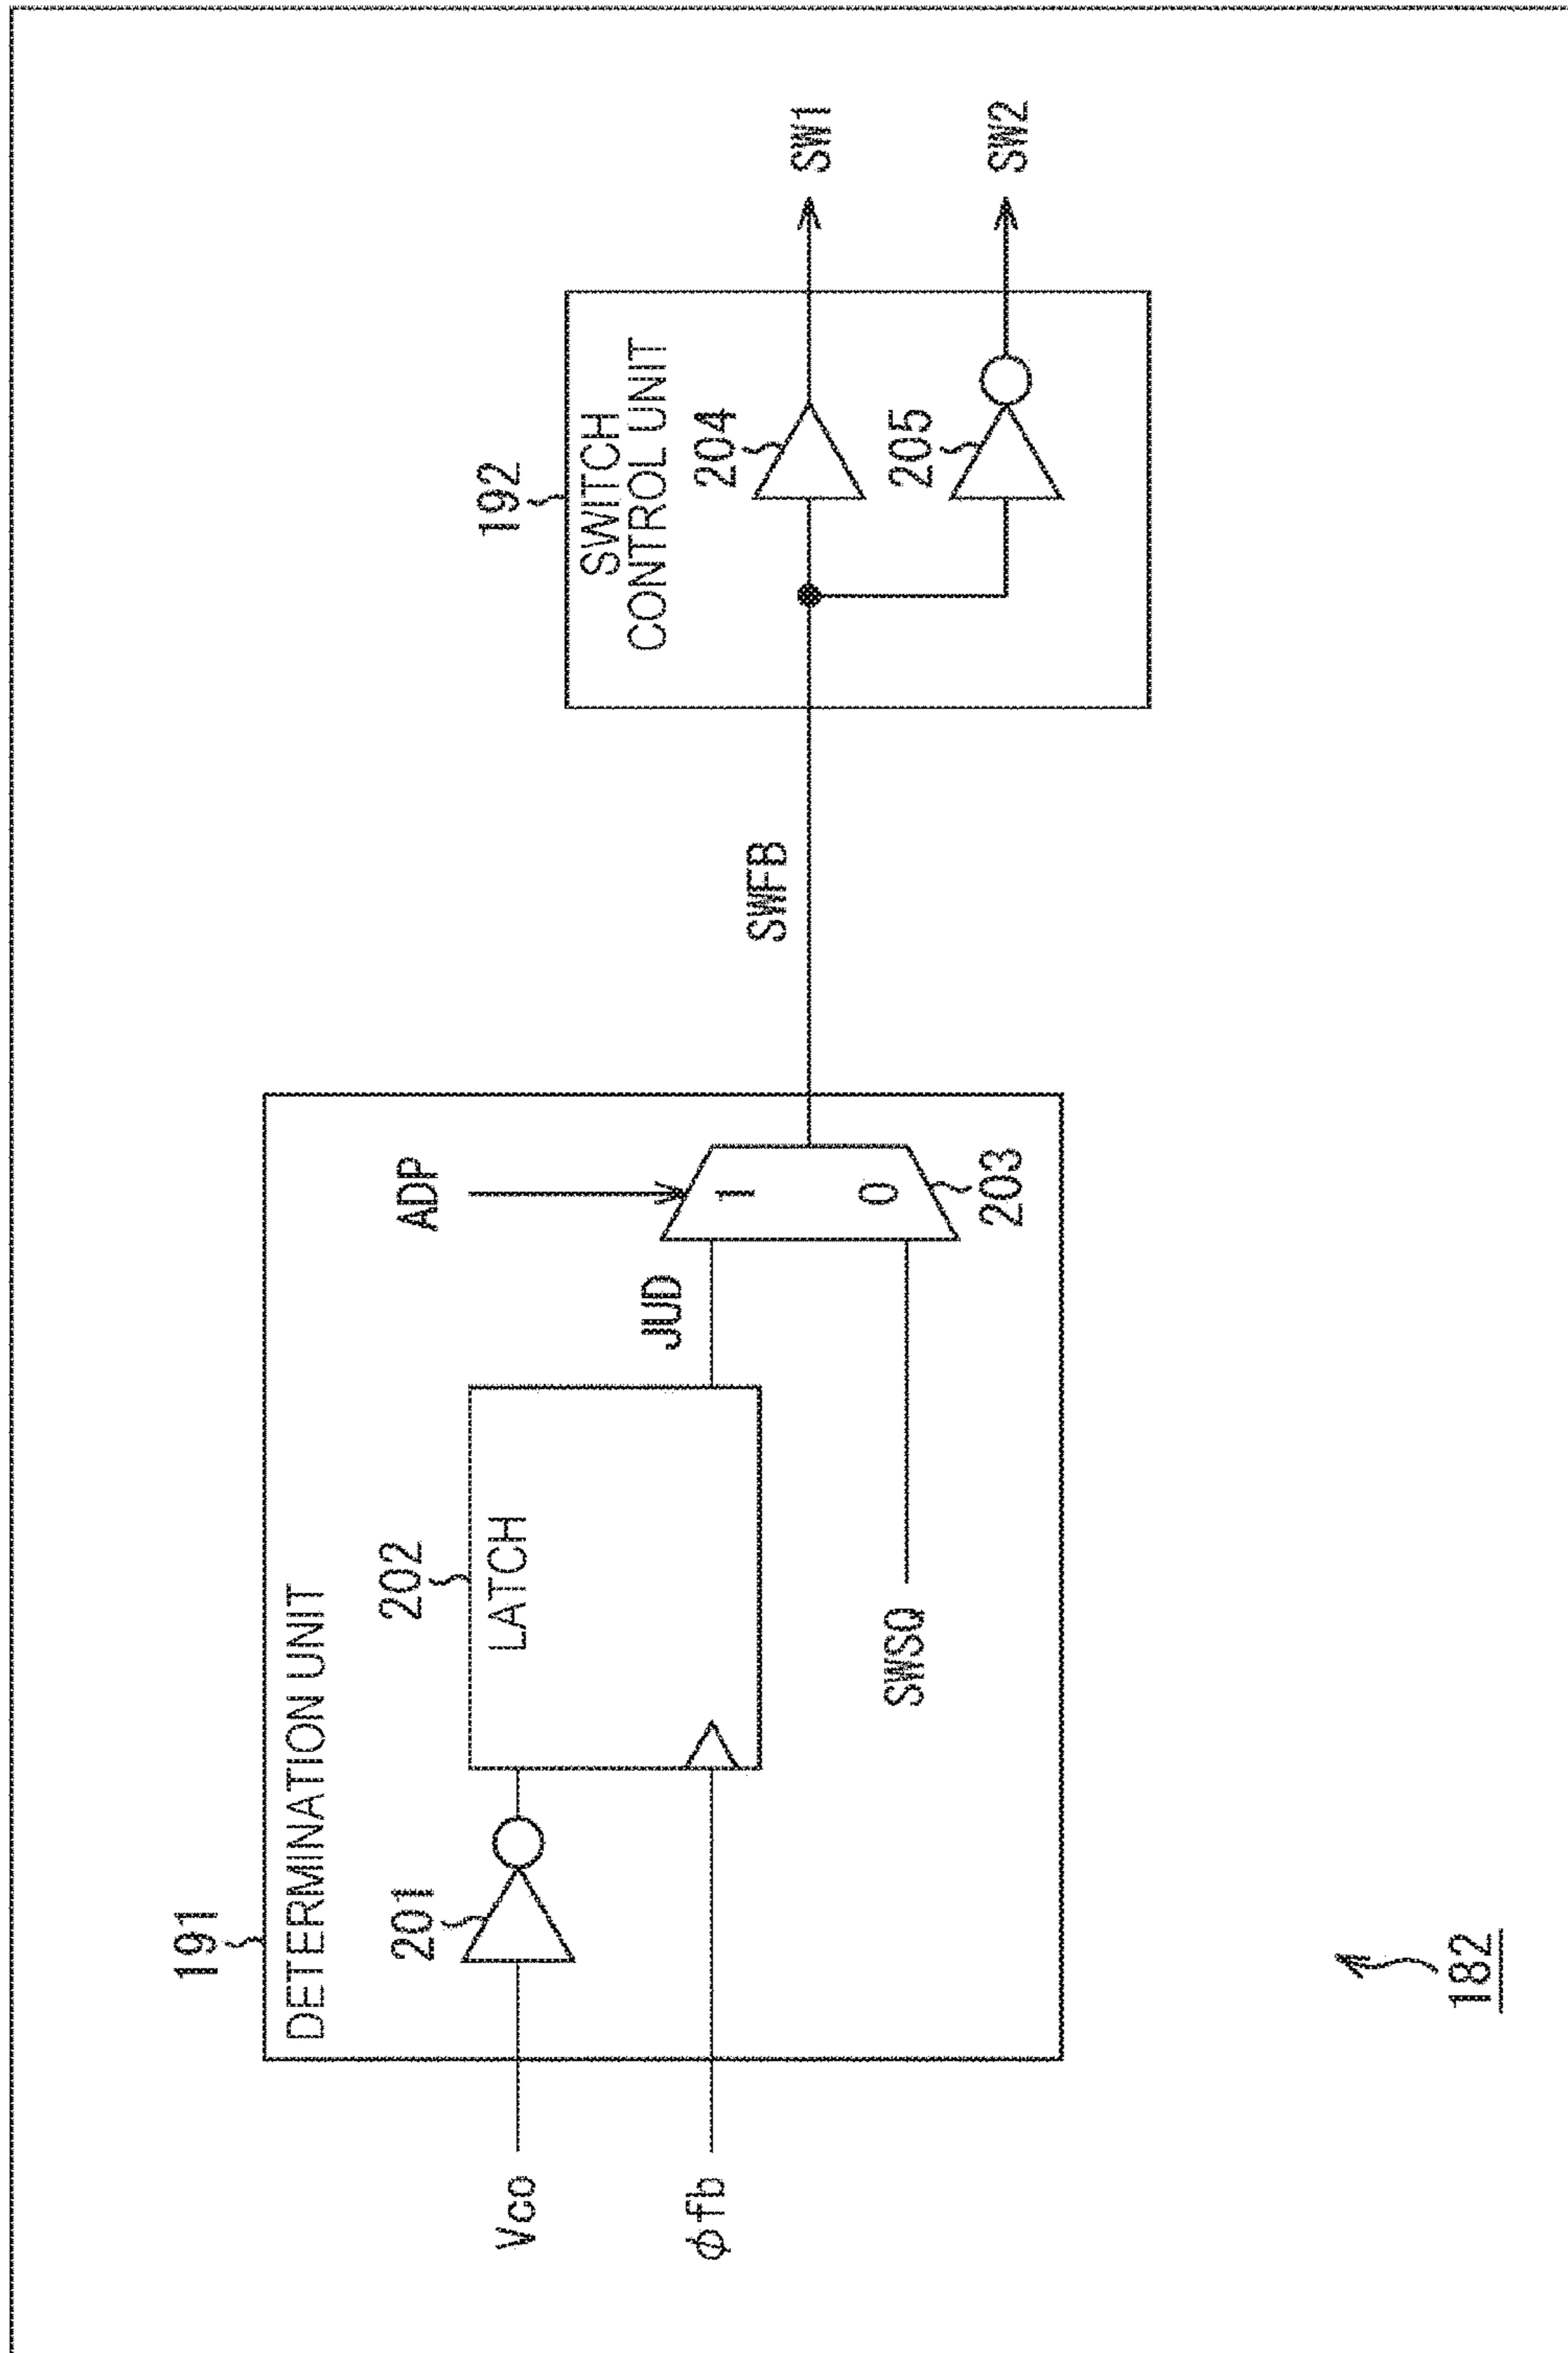 191
DETERMINATION UNIT
201
202
LATCH
Vco
φfb
JUD
ADP
1
0
203
SWSQ
SWFB
192
SWITCH
CONTROL UNIT
204
205
SW1
SW2
182